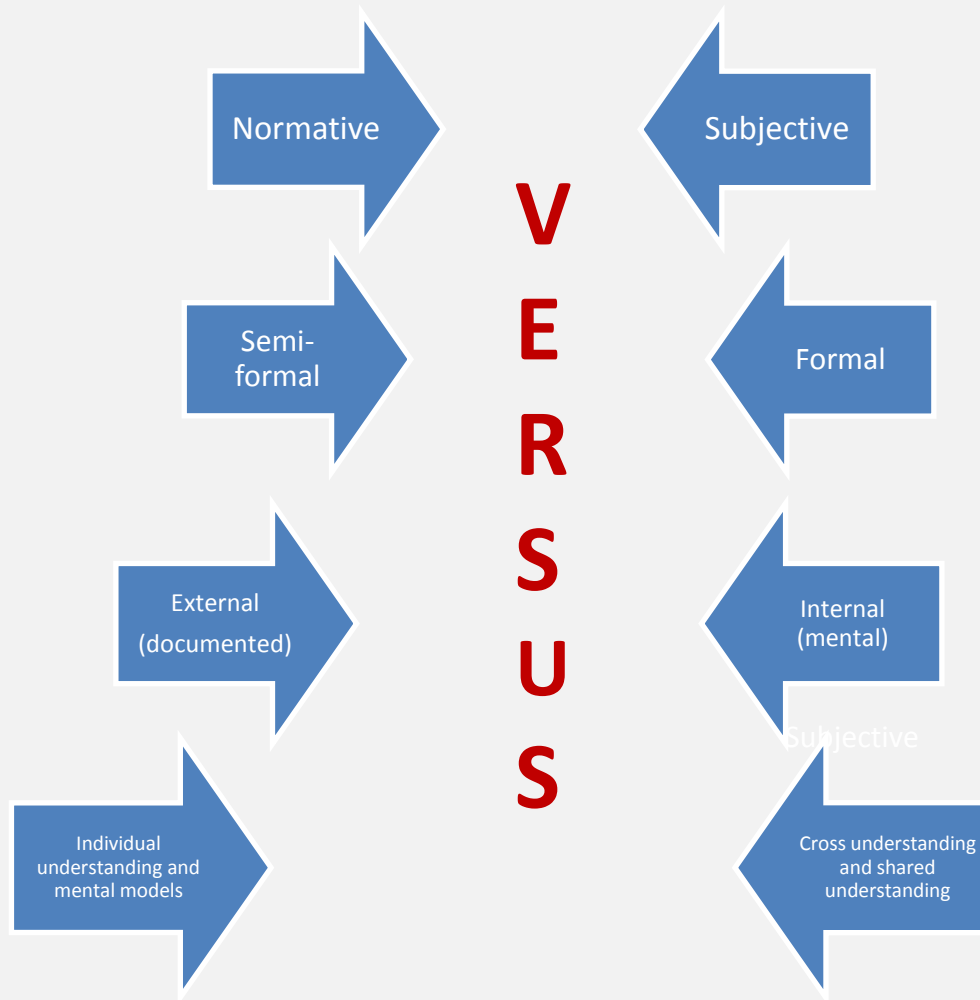 Normative
Subjective
V
E
R
S
U
S
Semi-
formal
Formal
External
(documented)
Internal
(mental)
Subjective
Individual
understanding and
mental models
Cross understanding
and shared
understanding